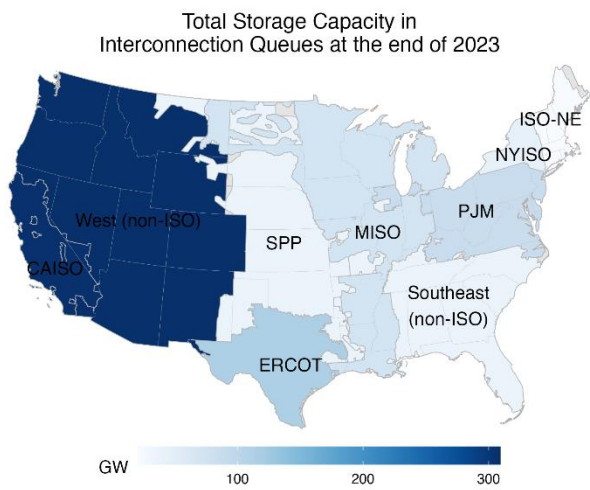 Total Storage Capacity in
Interconnection Queues at the end of 2023
ISO-NE
NYISO
PJM
West (non-ISO)
MISO
SPP
CAISO
Southeast
(non-ISO)
ERCOT
GW
100
200
300